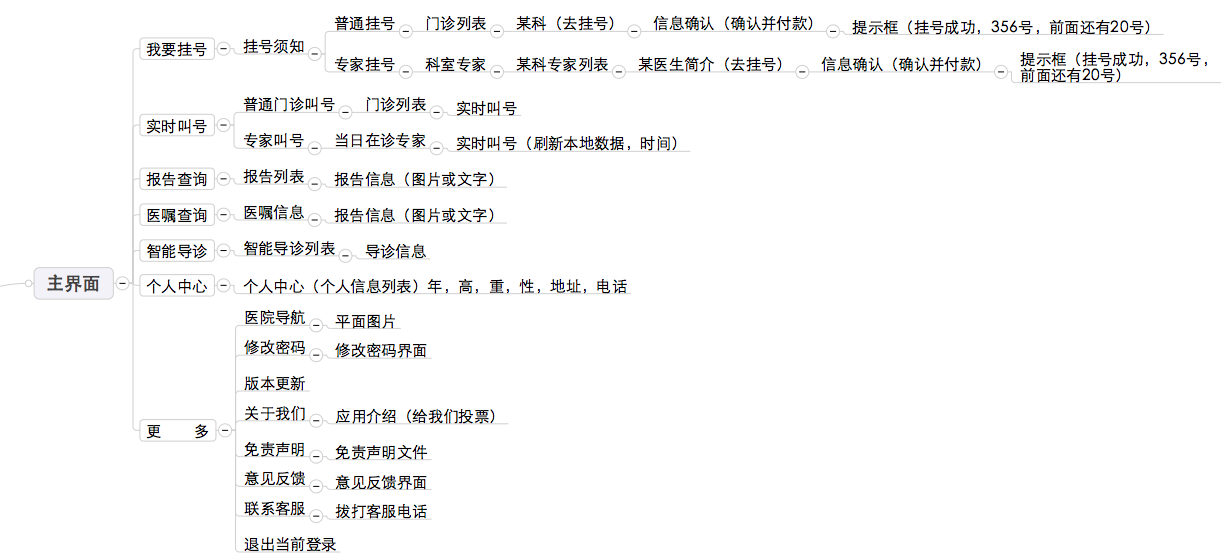 主界面
我要挂号
挂号须知
普通挂号
门诊列表
某科（去挂号）
信息确认（确认并付款）
提示框（挂号成功，356号，前面还有20号）
专家挂号
科室专家
某科专家列表
某医生简介（去挂号）
信息确认（确认并付款）
提示框（挂号成功，356号，
前面还有20号）
实时叫号
普通门诊叫号
门诊列表
实时叫号
专家叫号
当日在诊专家
实时叫号（刷新本地数据，时间）
报告查询
报告列表
报告信息（图片或文字）
医嘱查询
医嘱信息
报告信息（图片或文字）
智能导诊
智能导诊列表
导诊信息
个人中心
个人中心（个人信息列表）年，高，重，性，地址，电话
更 多
医院导航
平面图片
修改密码
修改密码界面
版本更新
关于我们
应用介绍（给我们投票）
免责声明
免责声明文件
意见反馈
意见反馈界面
联系客服
拔打客服电话
退出当前登录